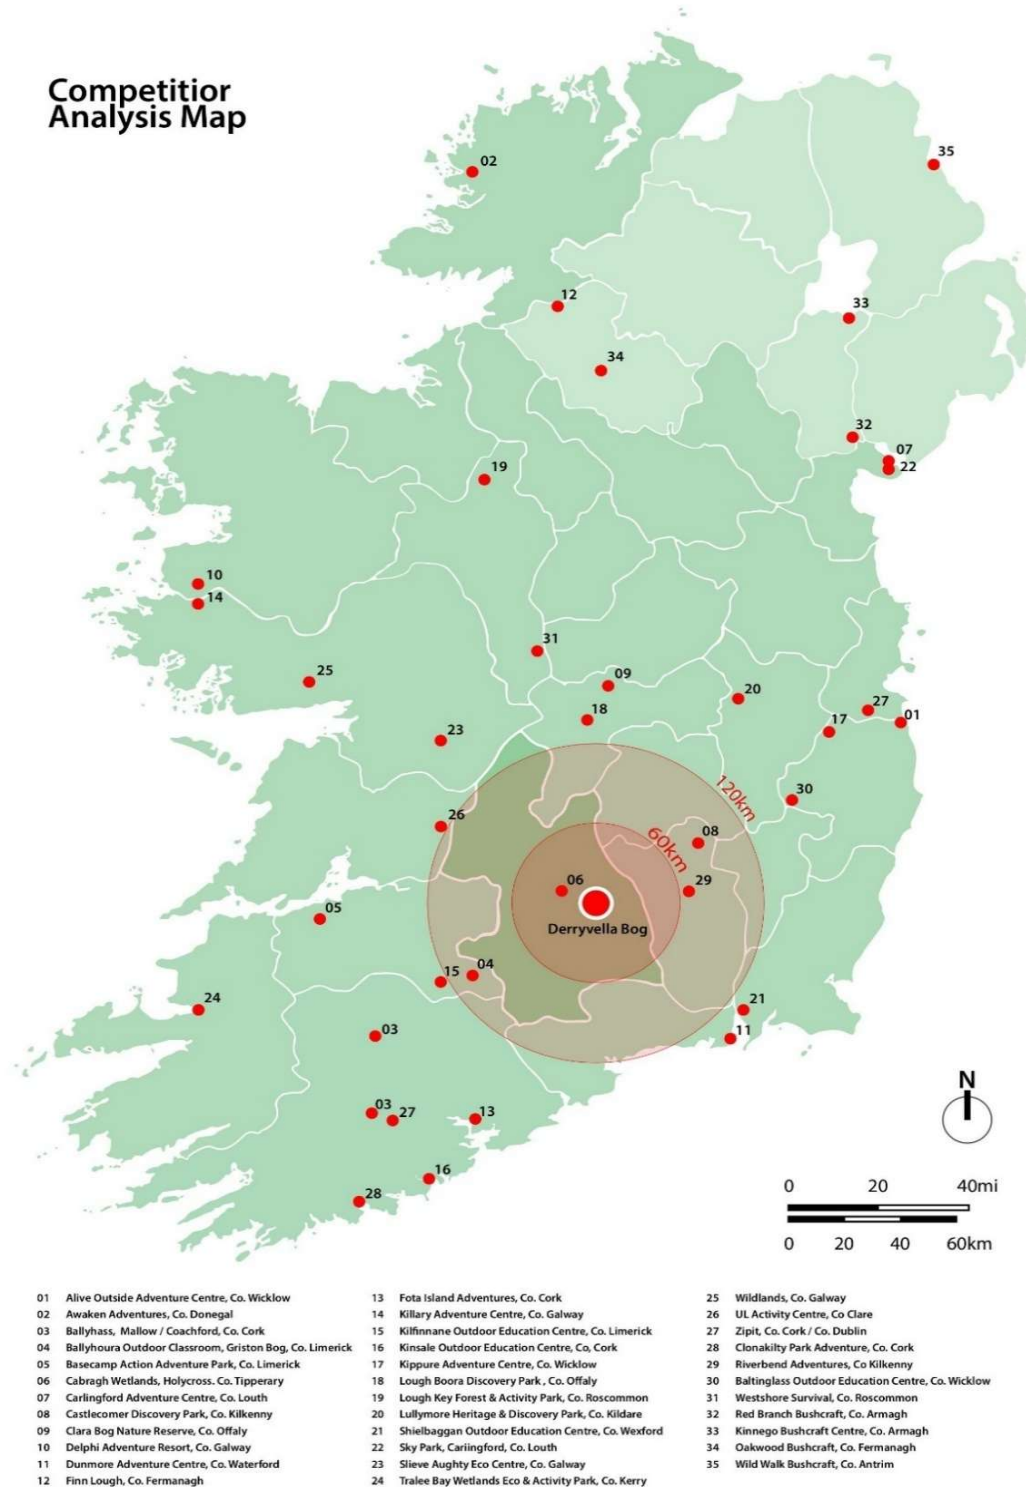 Competitior
Analysis Map
02
35
12
33
34
32
07
22
19
10
14
31
25
09
20
27
01
18
17
23
120km
30
26
60km
08
06
29
05
Derryvella Bog
04
15
24
21
03
11
N
03
27
13
16
28
0 20 40mi
0 20 40 60km
01 Alive Outside Adventure Centre, Co. Wicklow
02 Awaken Adventures, Co. Donegal
03 Ballyhass, Mallow / Coachford, Co. Cork
04 Ballyhoura Outdoor Classroom, Griston Bog, Co. Limerick
05 Basecamp Action Adventure Park, Co. Limerick
06 Cabragh Wetlands, Holycross. Co. Tipperary
07 Carlingford Adventure Centre, Co. Louth
08 Castlecomer Discovery Park, Co. Kilkenny
09 Clara Bog Nature Reserve, Co. Offaly
10 Delphi Adventure Resort, Co. Galway
11 Dunmore Adventure Centre, Co. Waterford
12 Finn Lough, Co. Fermanagh
13 Fota Island Adventures, Co. Cork
14 Killary Adventure Centre, Co. Galway
15 Kilfinnane Outdoor Education Centre, Co. Limerick
16 Kinsale Outdoor Education Centre, Co, Cork
17 Kippure Adventure Centre, Co. Wicklow
18 Lough Boora Discovery Park , Co. Offaly
19 Lough Key Forest & Activity Park, Co. Roscommon
20 Lullymore Heritage & Discovery Park, Co. Kildare
21 Shielbaggan Outdoor Education Centre, Co. Wexford
22 Sky Park, Cariingford, Co. Louth
23 Slieve Aughty Eco Centre, Co. Galway
24 Tralee Bay Wetlands Eco & Activity Park, Co. Kerry
25 Wildlands, Co. Galway
26 UL Activity Centre, Co Clare
27 Zipit, Co. Cork / Co. Dublin
28 Clonakilty Park Adventure, Co. Cork
29 Riverbend Adventures, Co Kilkenny
30 Baltinglass Outdoor Education Centre, Co. Wicklow
31 Westshore Survival, Co. Roscommon
32 Red Branch Bushcraft, Co. Armagh
33 Kinnego Bushcraft Centre, Co. Armagh
34 Oakwood Bushcraft, Co. Fermanagh
35 Wild Walk Bushcraft, Co. Antrim